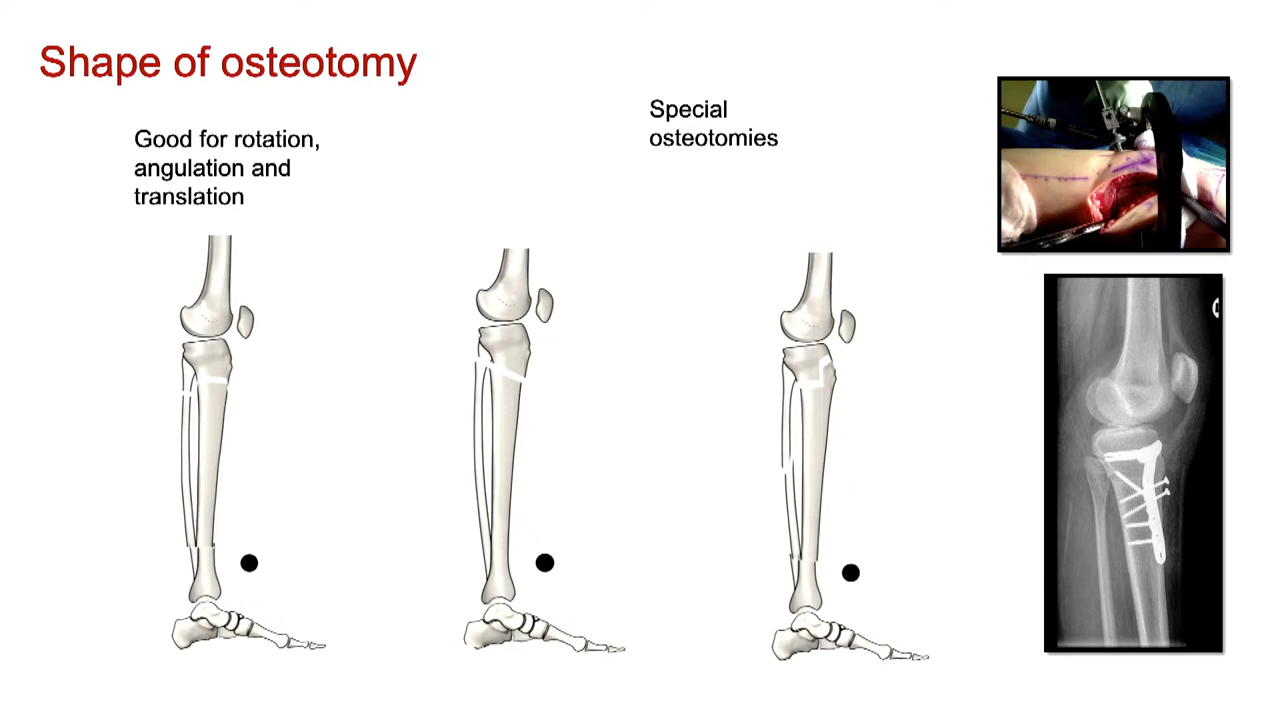 Shape of osteotomy
Good for rotation,
angulation and
translation
Special
osteotomies